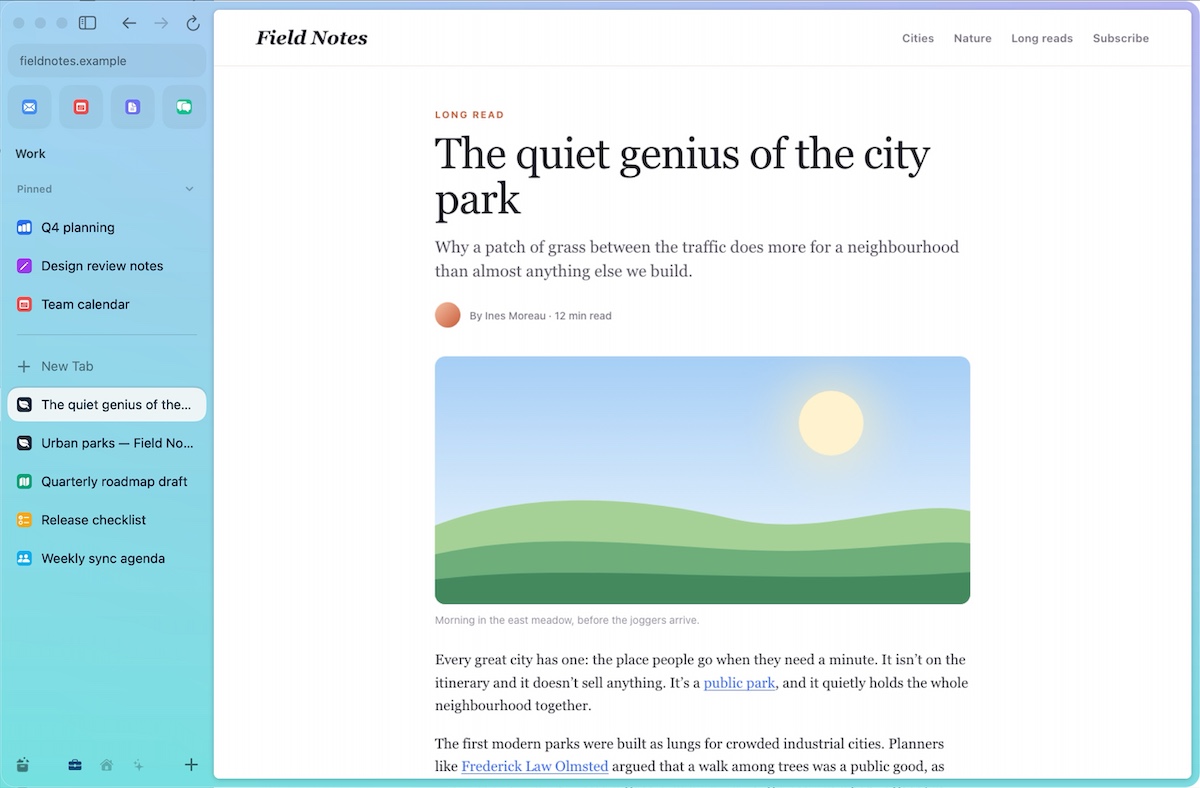 fieldnotes.example
Work
Pinned
Q4 planning
Design review notes
Team calendar
New Tab
The quiet genius of the...
Urban parks — Field No...
Quarterly roadmap draft
Release checklist
Weekly sync agenda
Field Notes
Cities
Nature
Long reads
Subscribe
LONG READ
The quiet genius of the city
park
Why a patch of grass between the traffic does more for a neighbourhood
than almost anything else we build.
By Ines Moreau · 12 min read
Morning in the east meadow, before the joggers arrive.
Every great city has one: the place people go when they need a minute. It isn’t on the
itinerary and it doesn’t sell anything. It’s a public park, and it quietly holds the whole
neighbourhood together.
The first modern parks were built as lungs for crowded industrial cities. Planners
like Frederick Law Olmsted argued that a walk among trees was a public good, as